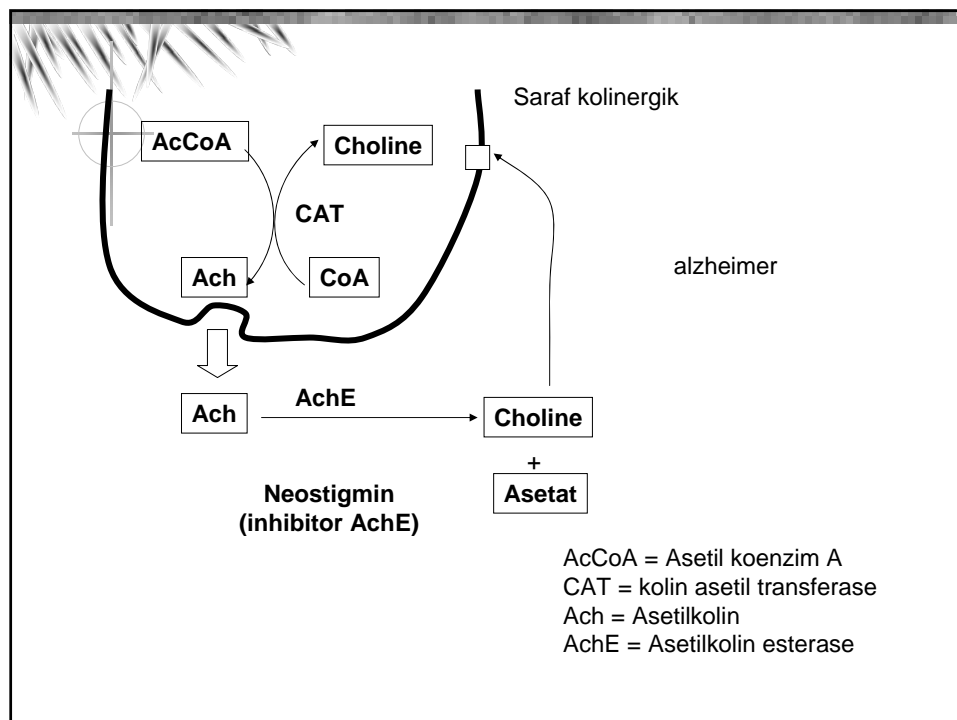 Saraf kolinergik
AcCoA
Choline
CAT
alzheimer
Ach
CoA
Ach
AchE
Choline
+
Asetat
Neostigmin
(inhibitor AchE)
AcCoA = Asetil koenzim A
CAT = kolin asetil transferase
Ach = Asetilkolin
AchE = Asetilkolin esterase